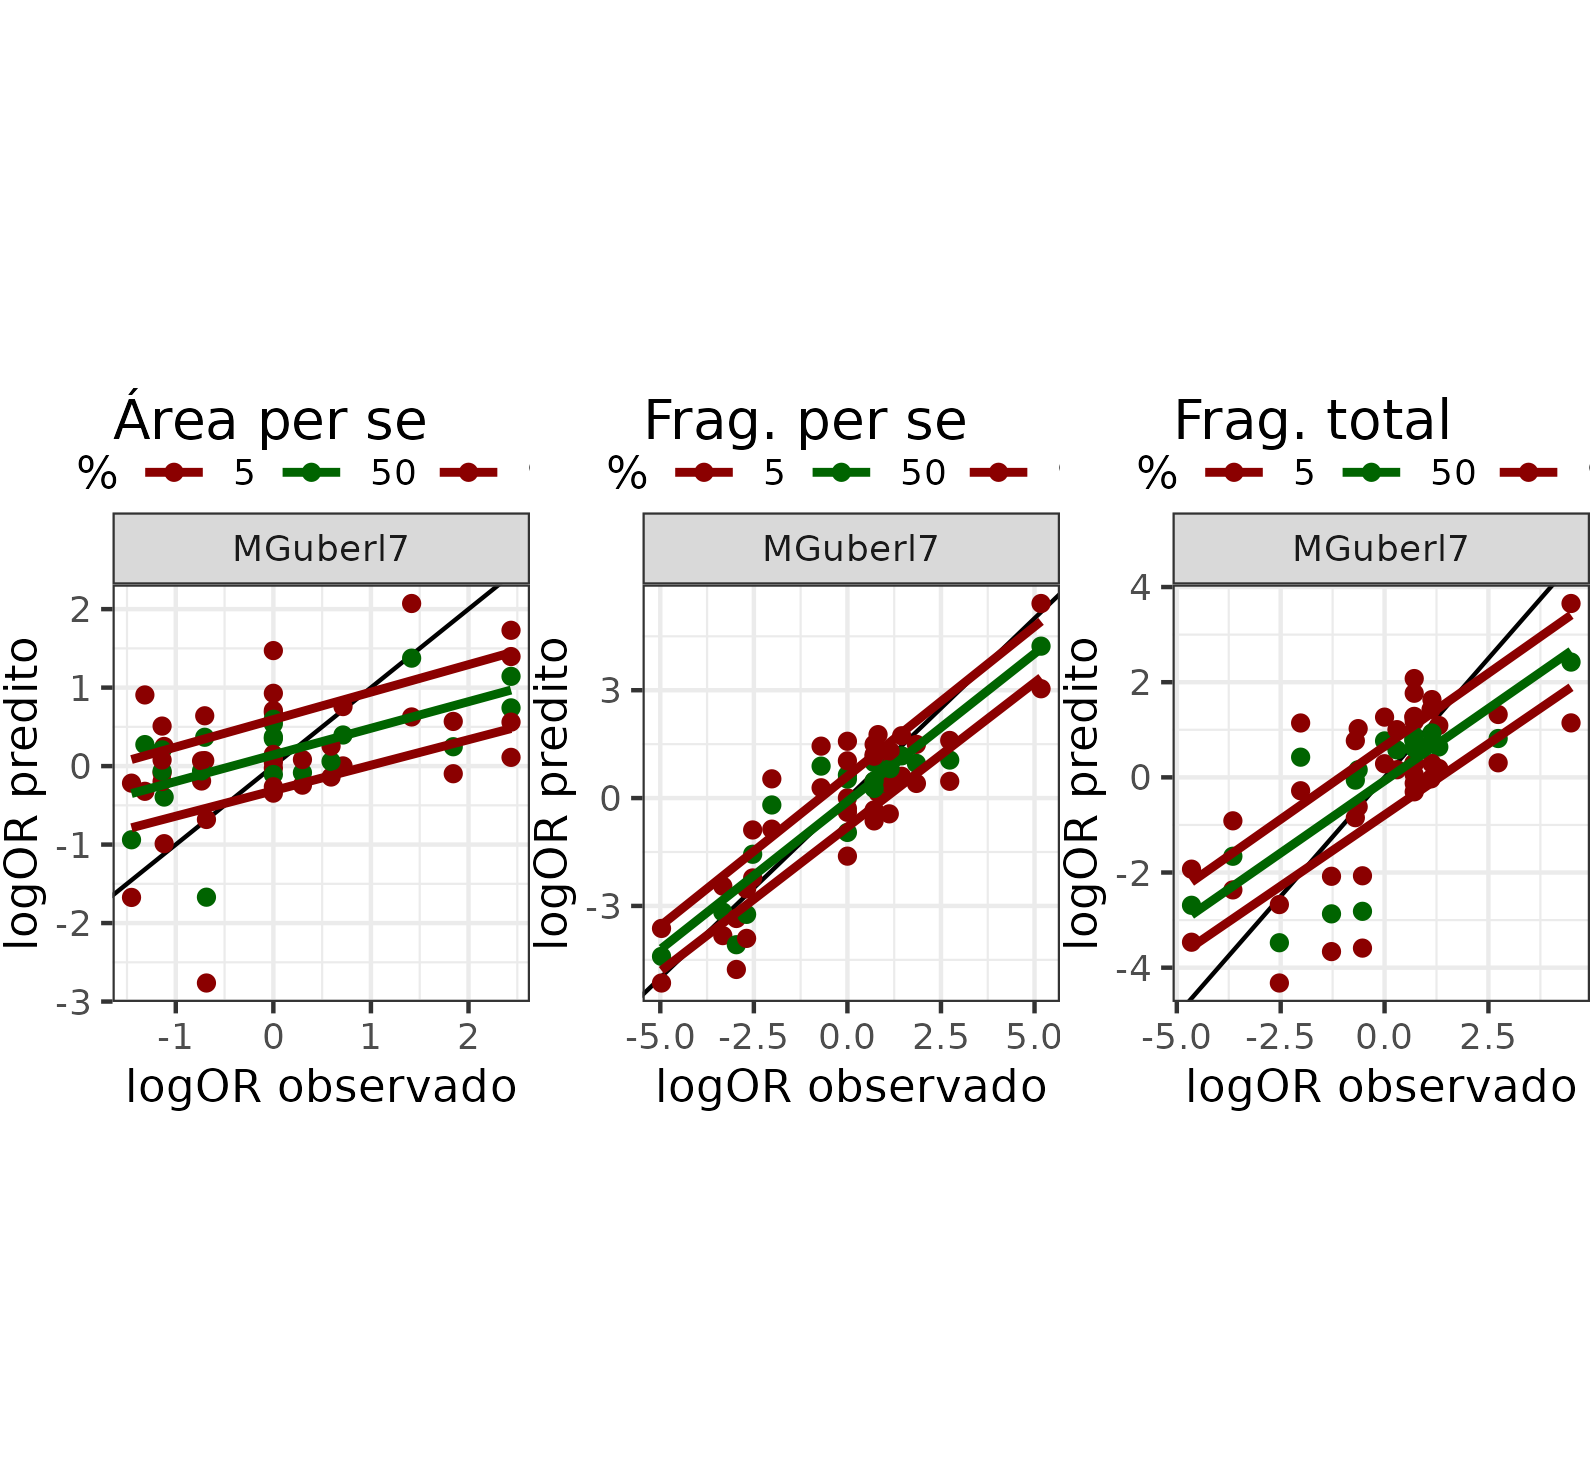 Área per se
% 5 50
MGuberl7
2
1
0
-1
-2
-3
-1 0 1 2
logOR observado
logOR predito
Frag. per se
% 5 50
MGuberl7
3
0
-3
-5.0 -2.5 0.0 2.5 5.0
logOR observado
logOR predito
Frag. total
% 5 50
MGuberl7
4
2
0
-2
-4
-5.0 -2.5 0.0 2.5
logOR observado
logOR predito